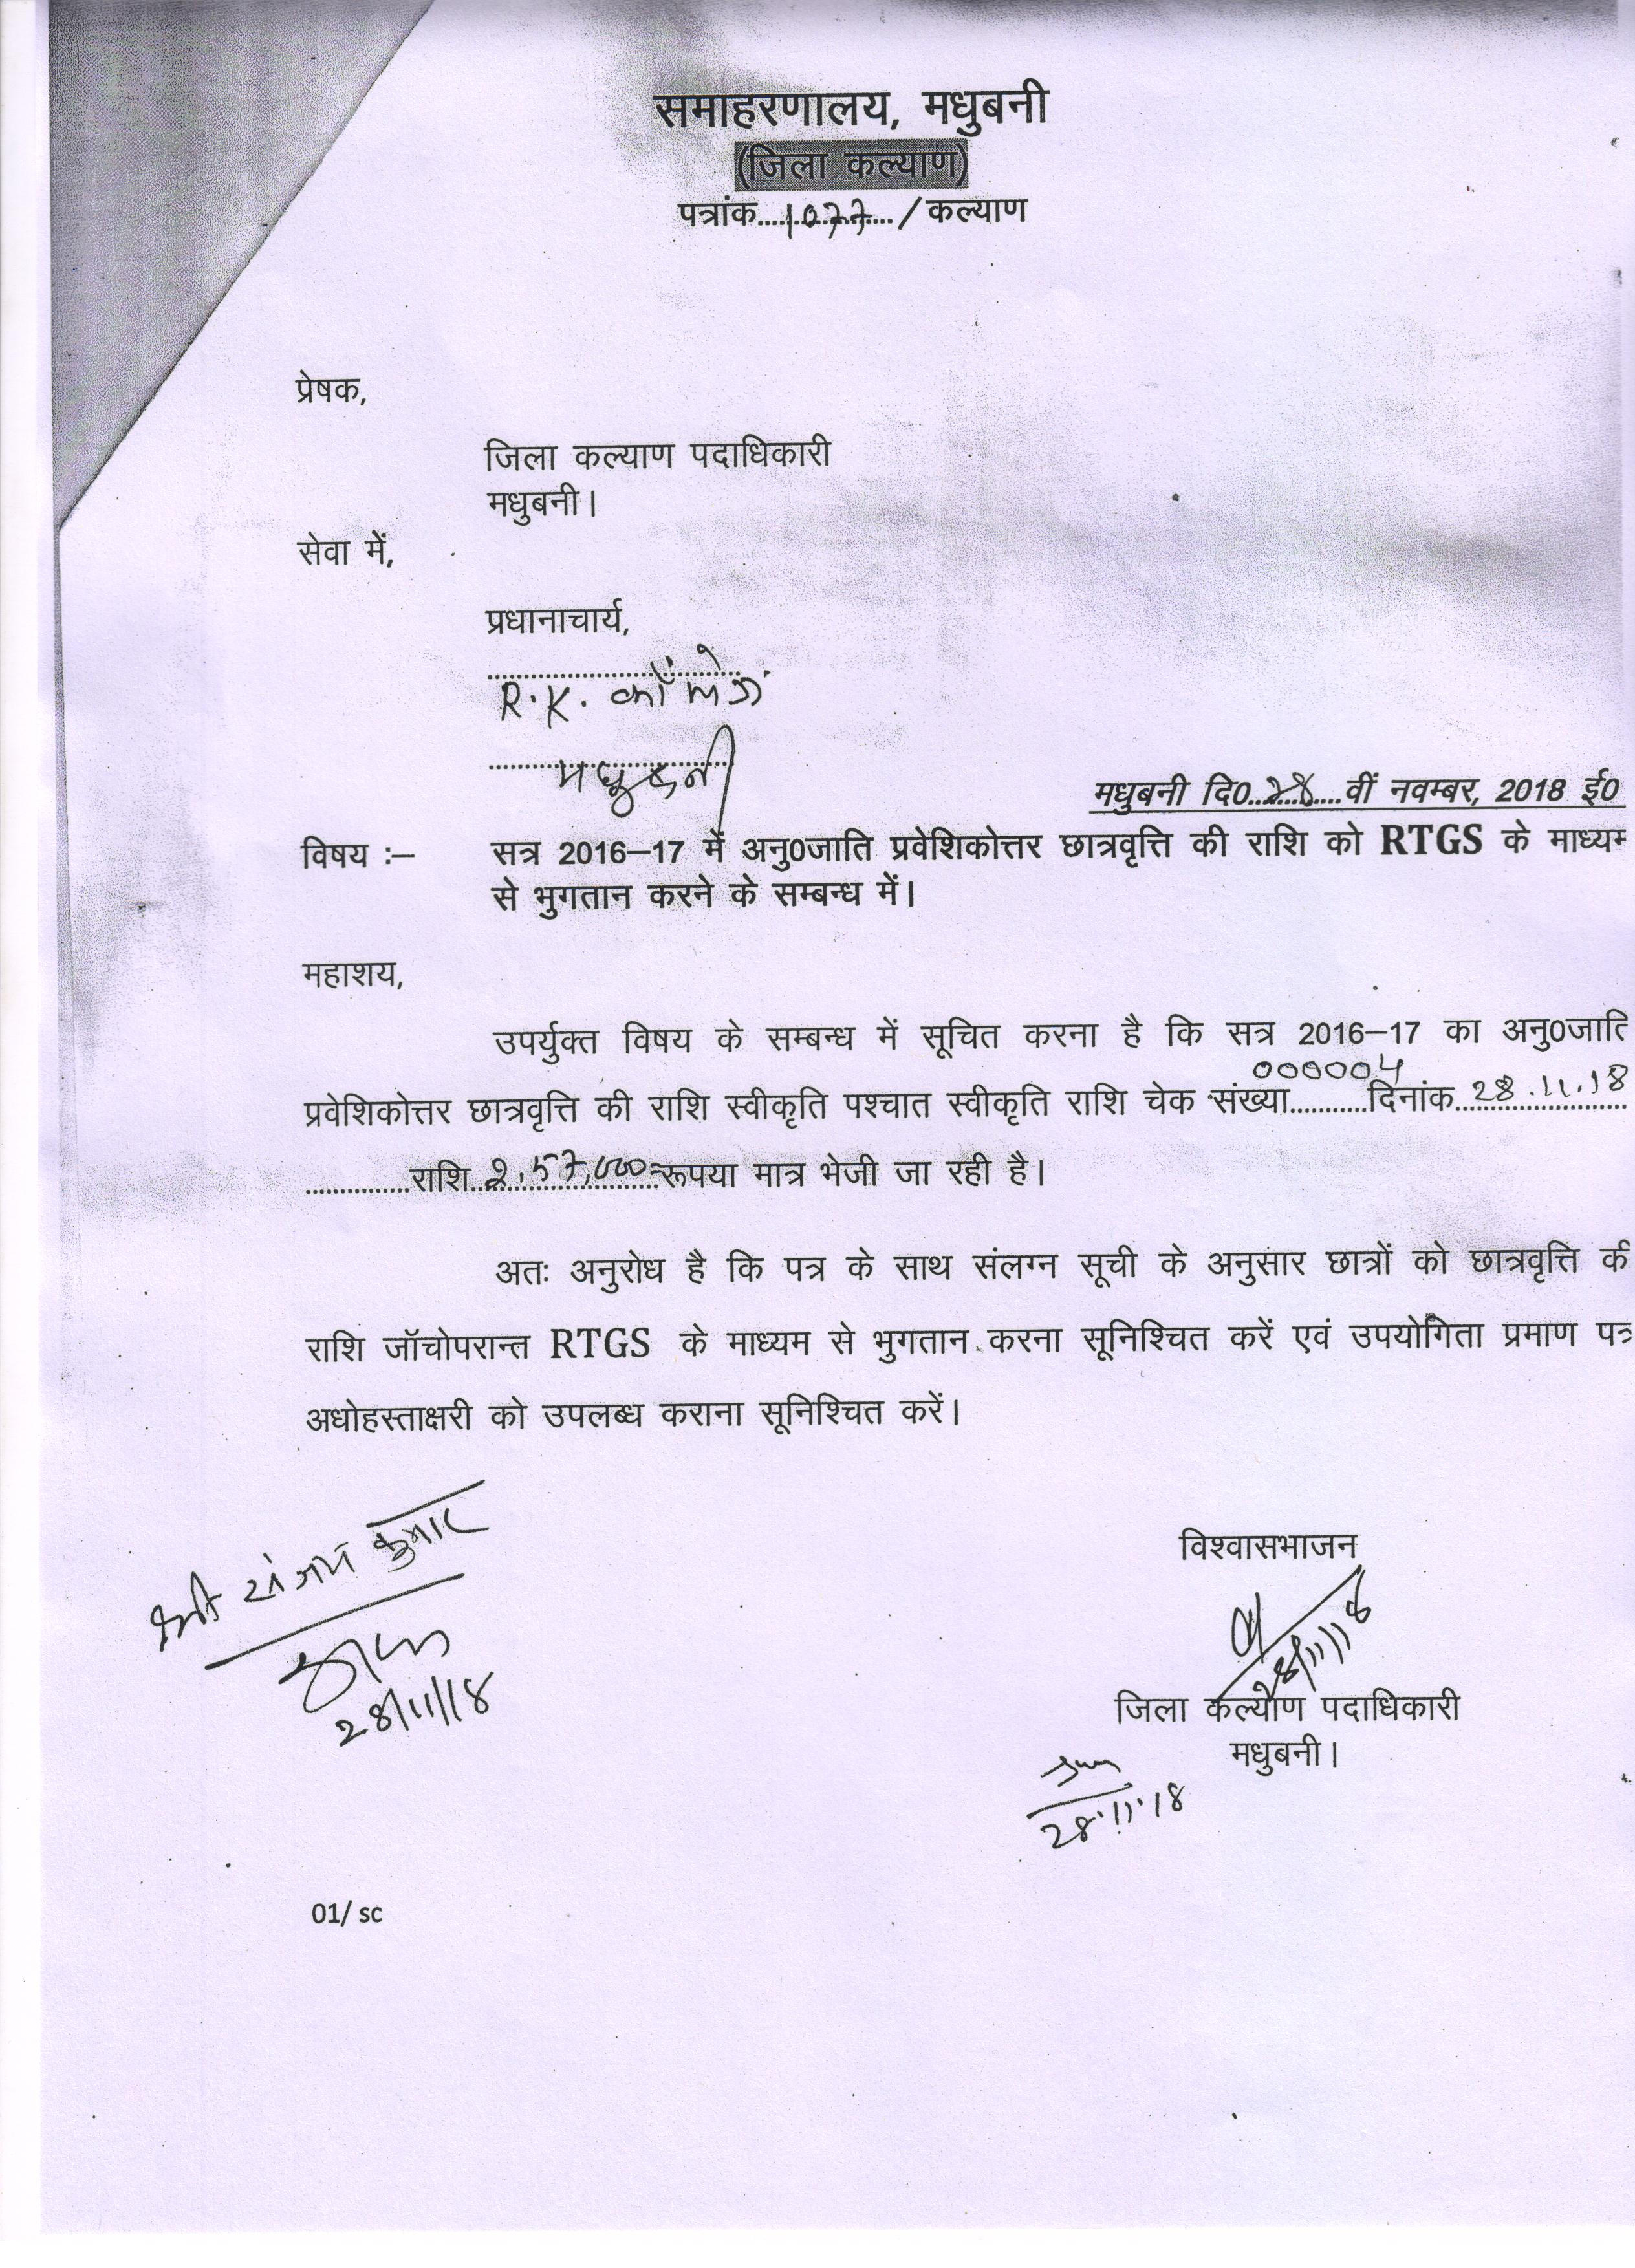 समाहरणालय, मधुबनी
(जिला कल्याण)
पत्रांक....1077..../कल्याण
प्रेषक,
जिला कल्याण पदाधिकारी
मधुबनी।
सेवा में,
प्रधानाचार्य,
R.K. कॉलेज
मधुबनी
मधुबनी दि0..28..वीं नवम्बर, 2018 ई0
विषय :– सत्र 2016–17 में अनु0जाति प्रवेशिकोत्तर छात्रवृत्ति की राशि को RTGS के माध्यम
से भुगतान करने के सम्बन्ध में।
महाशय,
उपर्युक्त विषय के सम्बन्ध में सूचित करना है कि सत्र 2016–17 का अनु0जाति
000004
प्रवेशिकोत्तर छात्रवृत्ति की राशि स्वीकृति पश्चात स्वीकृति राशि चेक संख्या...........दिनांक 28.11.18
...............राशि 2,57,000=रूपया मात्र भेजी जा रही है।
अतः अनुरोध है कि पत्र के साथ संलग्न सूची के अनुसार छात्रों को छात्रवृत्ति की
राशि जॉचोपरान्त RTGS के माध्यम से भुगतान करना सूनिश्चित करें एवं उपयोगिता प्रमाण पत्र
अधोहस्ताक्षरी को उपलब्ध कराना सूनिश्चित करें।
श्री संजय कुमार
28/11/18
विश्वासभाजन
28/11/18
जिला कल्याण पदाधिकारी
मधुबनी।
28.11.18
01/ sc